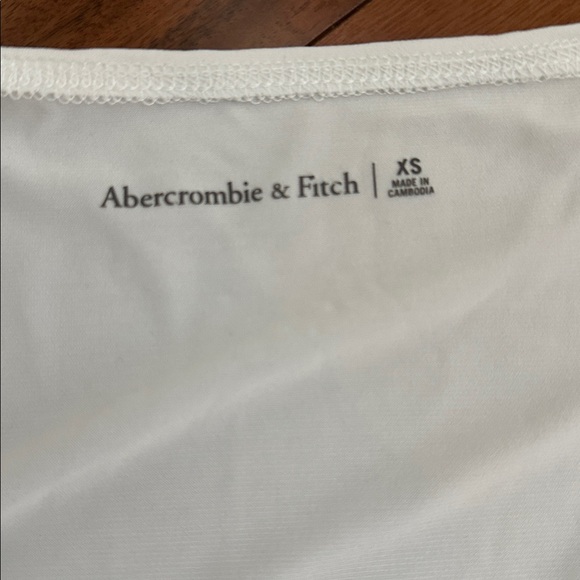 Abercrombie & Fitch | XS
MADE IN
CAMBODIA